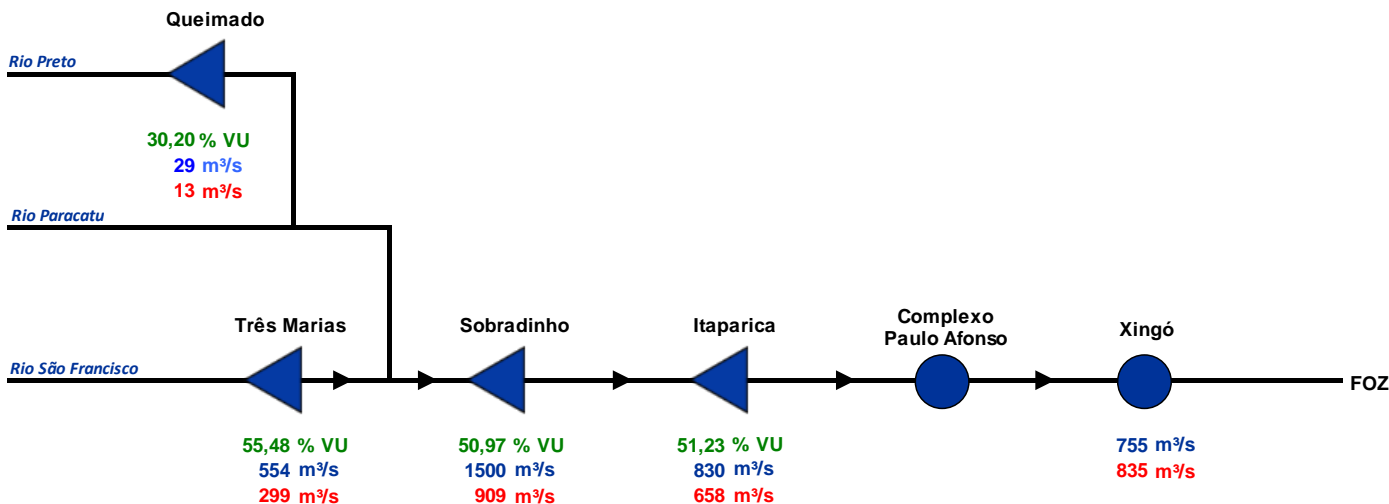 Queimado
Rio Preto
30,20 % VU
29 m³/s
13 m³/s
Rio Paracatu
Três Marias
Sobradinho
Itaparica
Complexo
Paulo Afonso
Xingó
Rio São Francisco
FOZ
55,48 % VU
554 m³/s
299 m³/s
50,97 % VU
1500 m³/s
909 m³/s
51,23 % VU
830 m³/s
658 m³/s
755 m³/s
835 m³/s